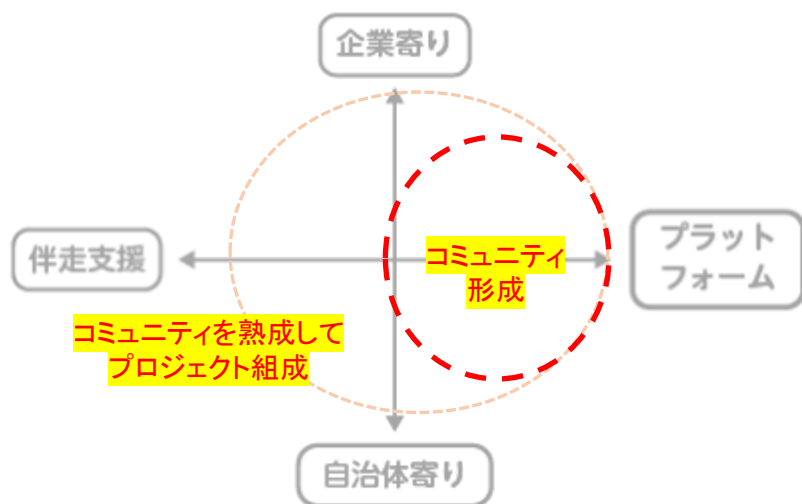 企業寄り
伴走支援
コミュニティ
形成
プラット
フォーム
コミュニティを熟成して
プロジェクト組成
自治体寄り